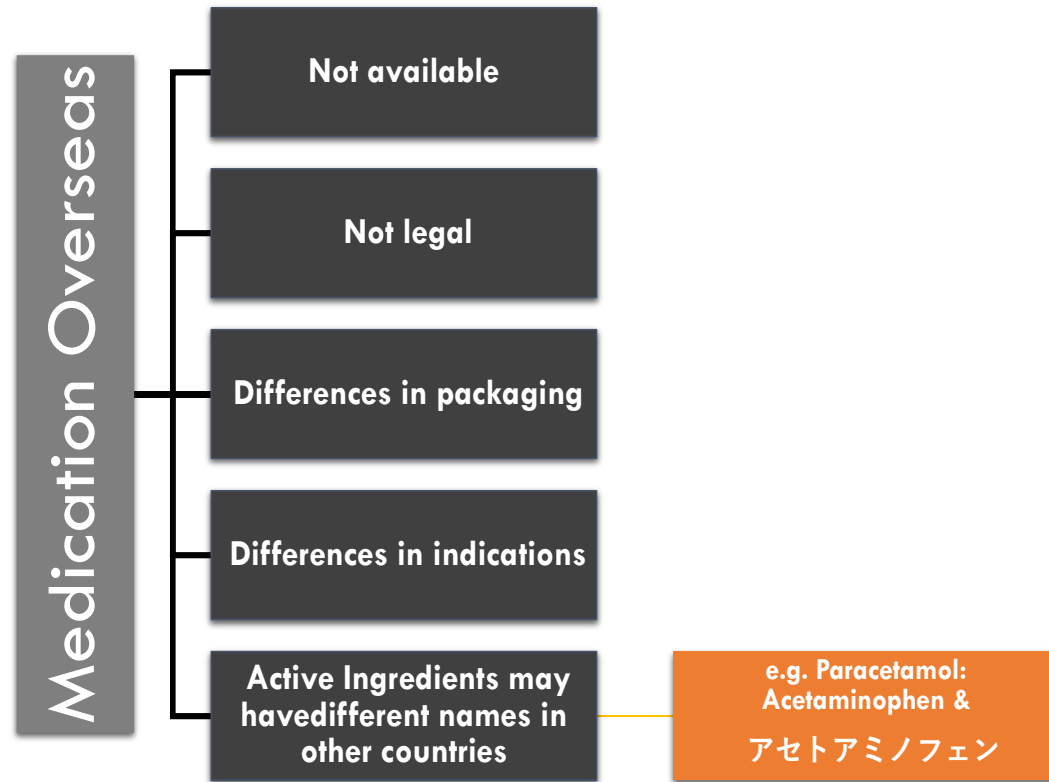 Medication Overseas
Not available
Not legal
Differences in packaging
Differences in indications
Active Ingredients may
havedifferent names in
other countries
e.g. Paracetamol:
Acetaminophen &
アセトアミノフェン